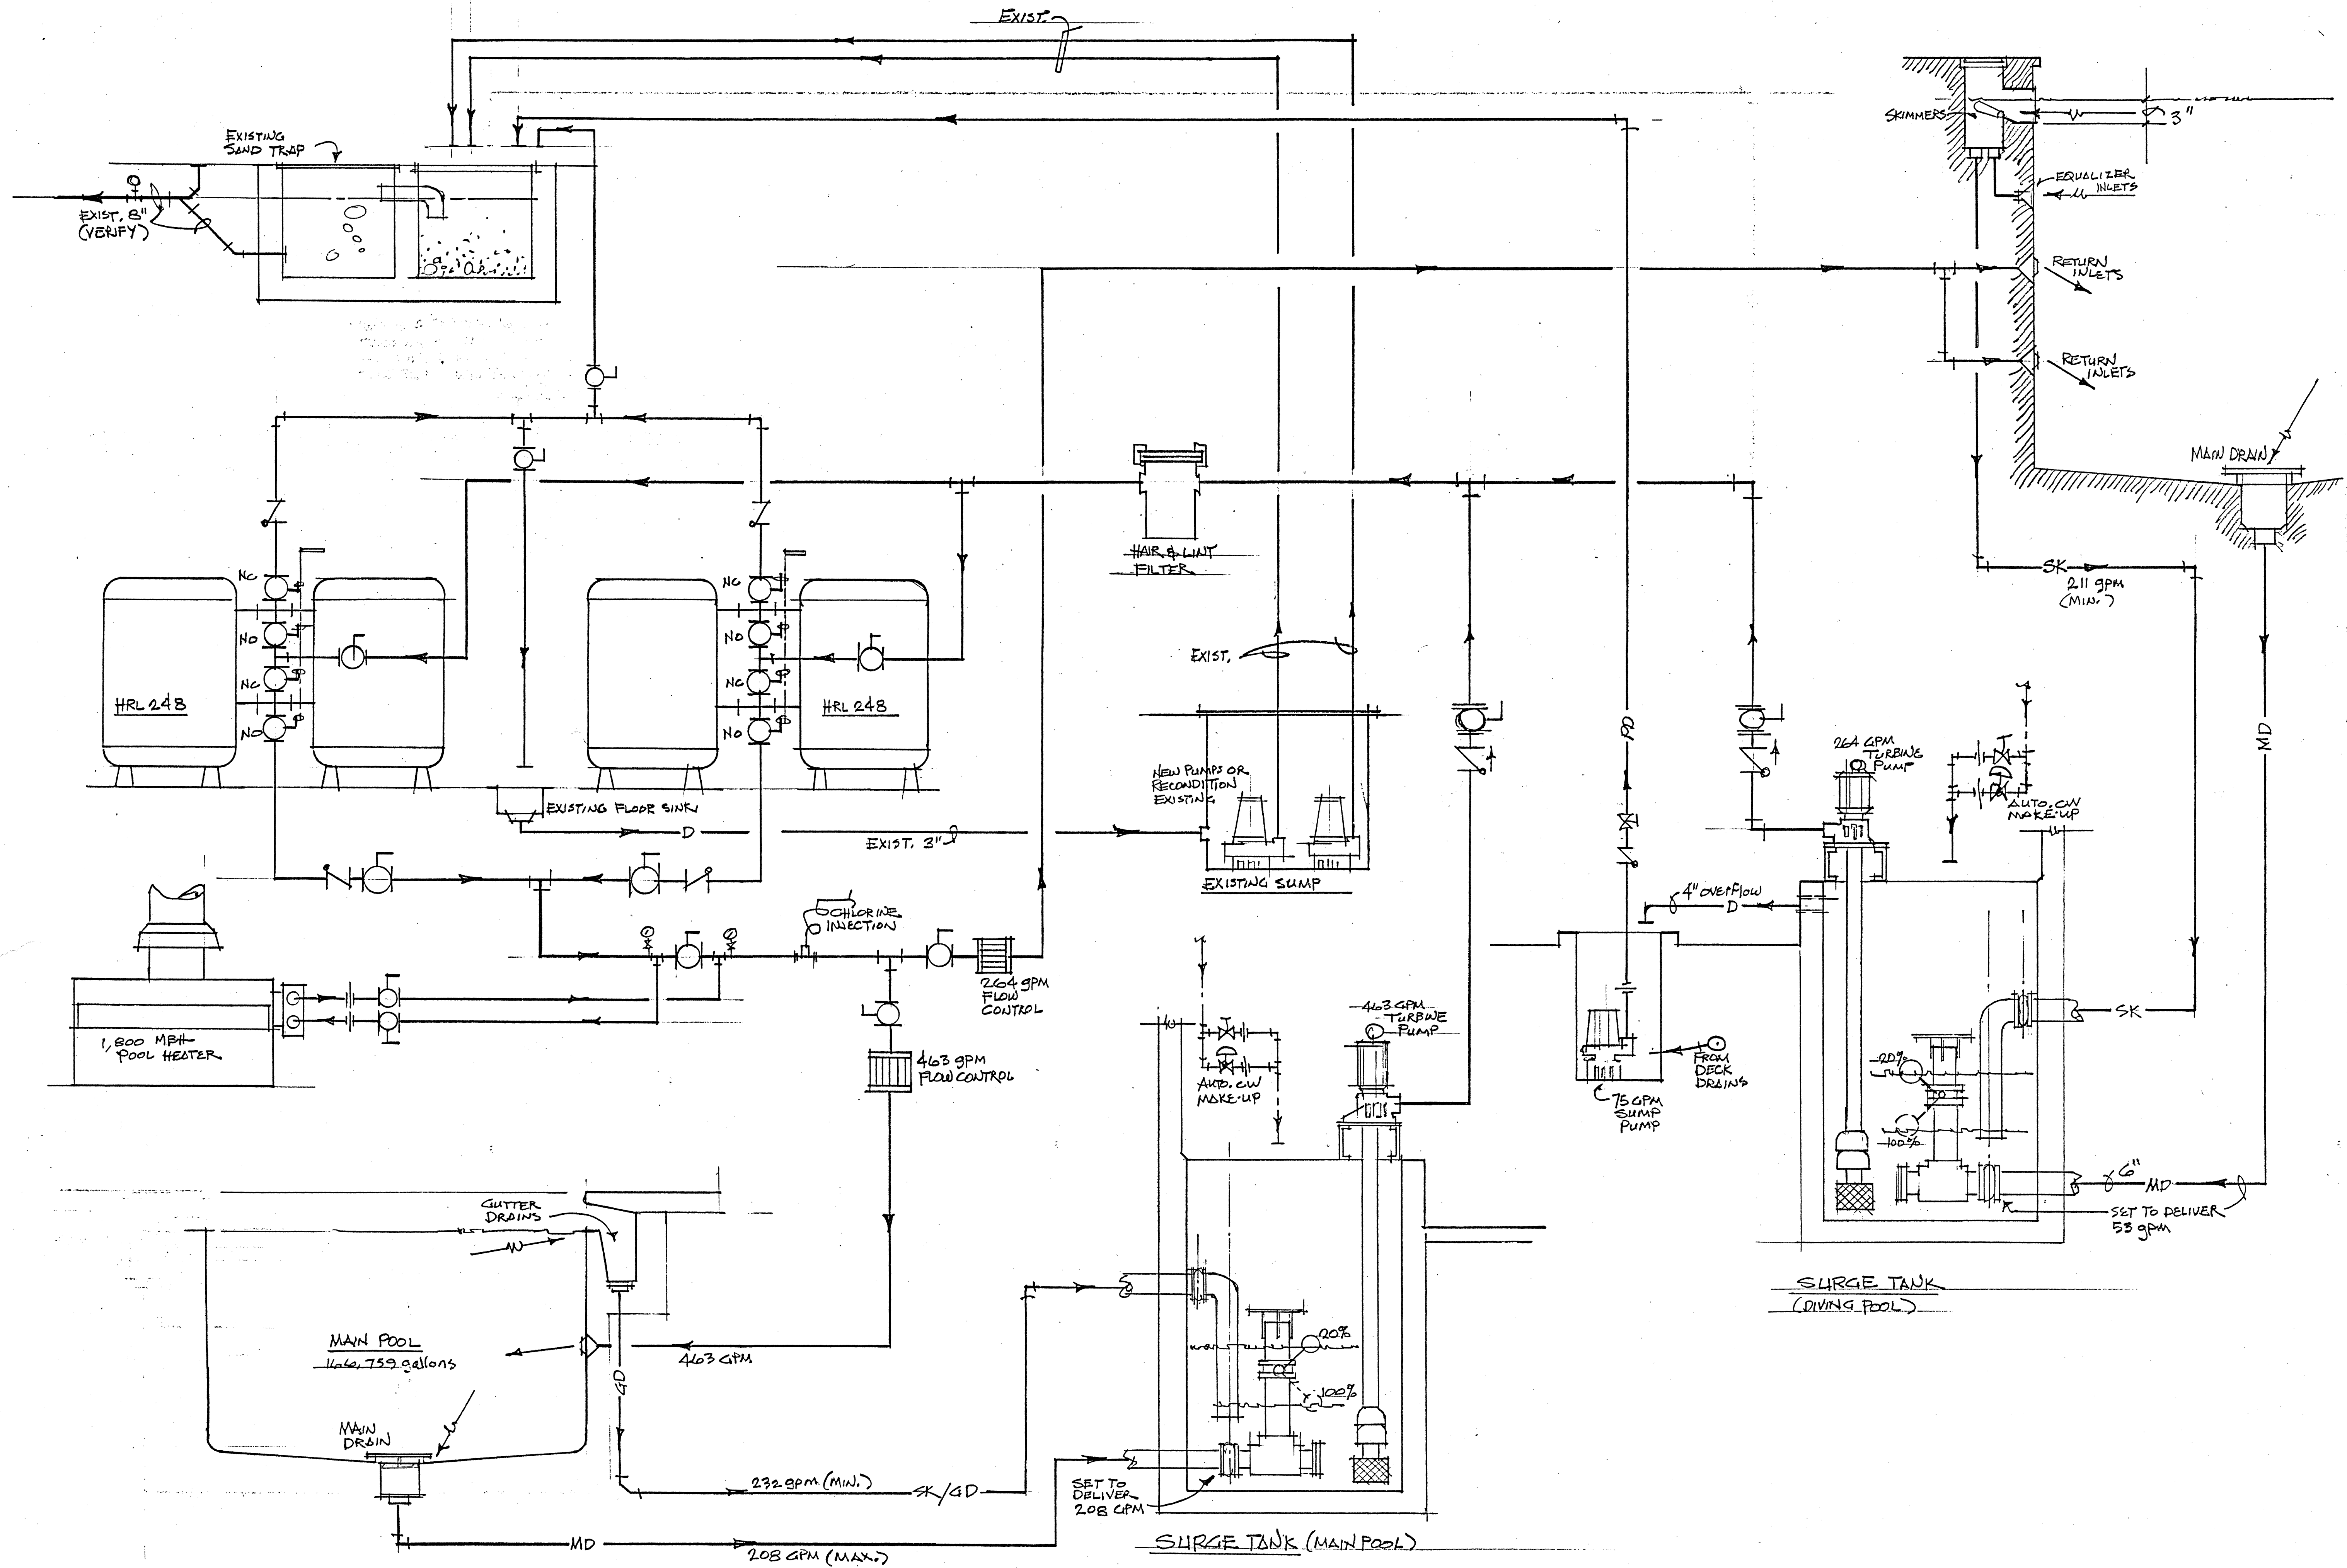 EXIST.
EXISTING
SAND TRAP
EXIST. 8"
(VERIFY)
SKIMMERS
3"
EQUALIZER
INLETS
RETURN
INLETS
RETURN
INLETS
MAIN DRAIN
HAIR & LINT
FILTER
SK
211 gpm
(MIN.)
NC
NO
NC
NO
HRL 248
NC
NO
NC
NO
HRL 248
EXIST.
MD
264 GPM
TURBINE
PUMP
AUTO. CW
MAKE-UP
NEW PUMPS OR
RECONDITION
EXISTING
EXISTING FLOOR SINK
D
EXIST. 3"
EXISTING SUMP
4" OVERFLOW
D
CHLORINE
INJECTION
264 gpm
FLOW
CONTROL
1,800 MBH
POOL HEATER
463 gpm
FLOW CONTROL
AUTO. CW
MAKE-UP
463 GPM
TURBINE
PUMP
FROM
DECK
DRAINS
75 GPM
SUMP
PUMP
SK
20%
100%
6"
MD
SET TO DELIVER
53 gpm
SURGE TANK
(DIVING POOL)
GUTTER
DRAINS
MAIN POOL
166,759 gallons
463 GPM
GD
MAIN
DRAIN
20%
100%
232 gpm (MIN.)
SK/GD
SET TO
DELIVER
208 GPM
MD
208 GPM (MAX.)
SURGE TANK (MAIN POOL)